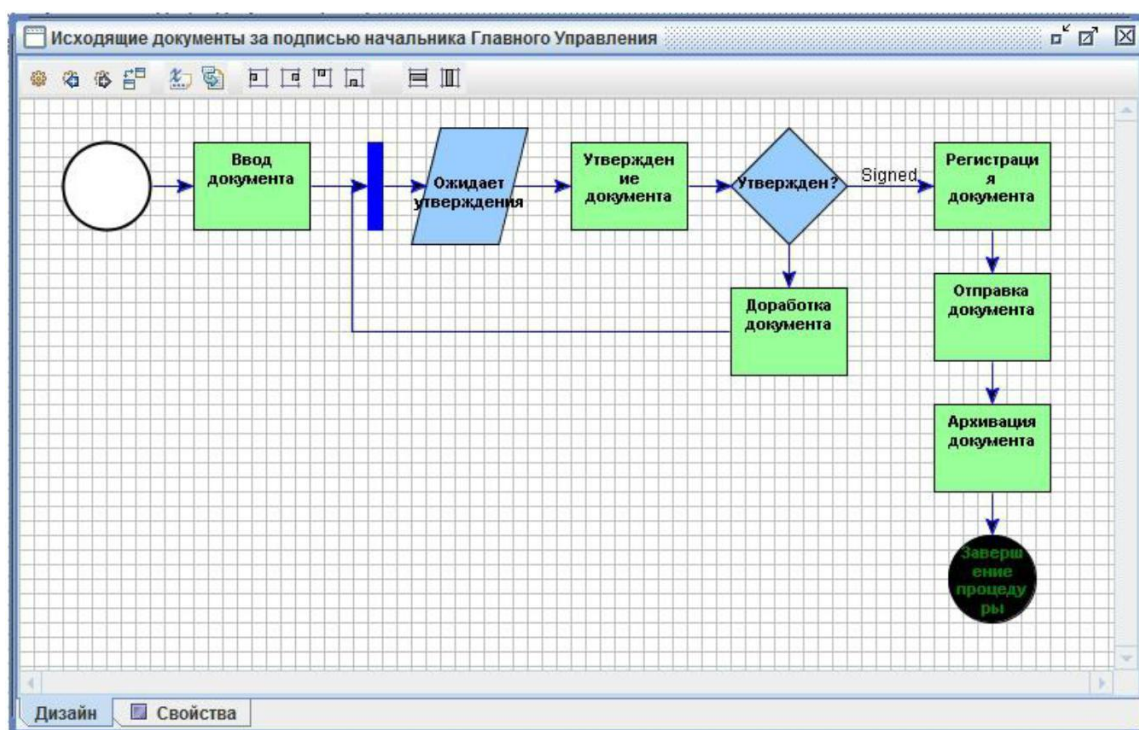 Исходящие документы за подписью начальника Главного Управления
Ввод
документа
Ожидает
утверждения
Утвержден
ие
документа
Утвержден?
Signed
Регистраци
я
документа
Доработка
документа
Отправка
документа
Архивация
документа
Заверш
ение
процеду
ры
Дизайн
Свойства